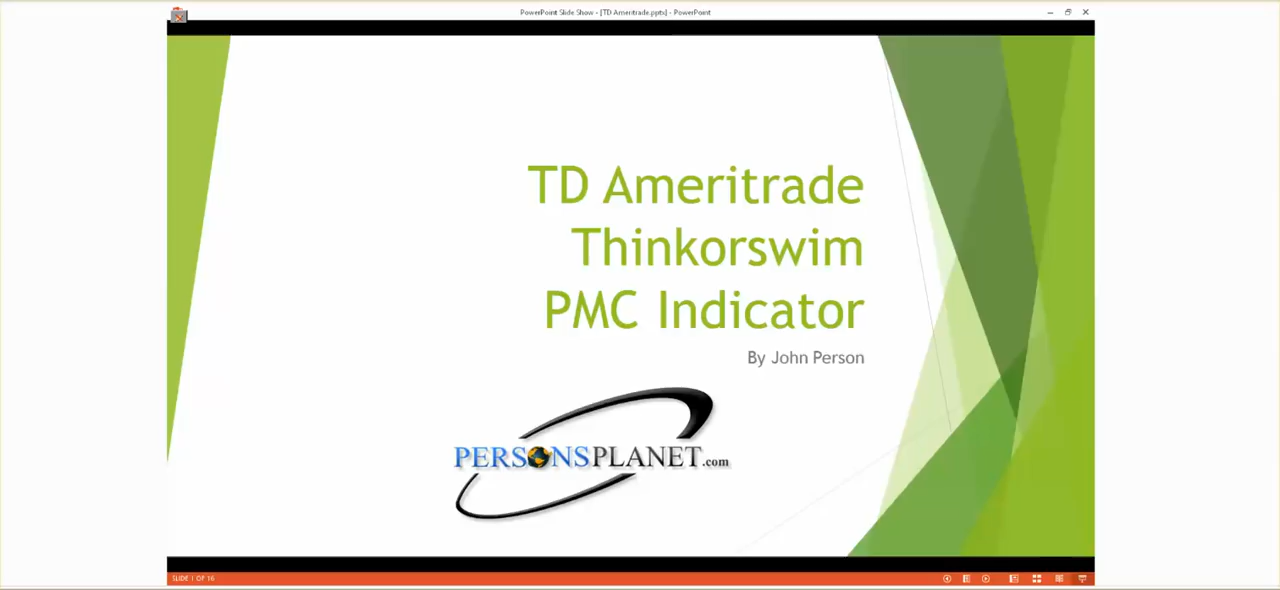 PowerPoint Slide Show - [TD Ameritrade.pptx] - PowerPoint
TD Ameritrade
Thinkorswim
PMC Indicator
By John Person
PERSONSPLANET.com
SLIDE 1 OF 16